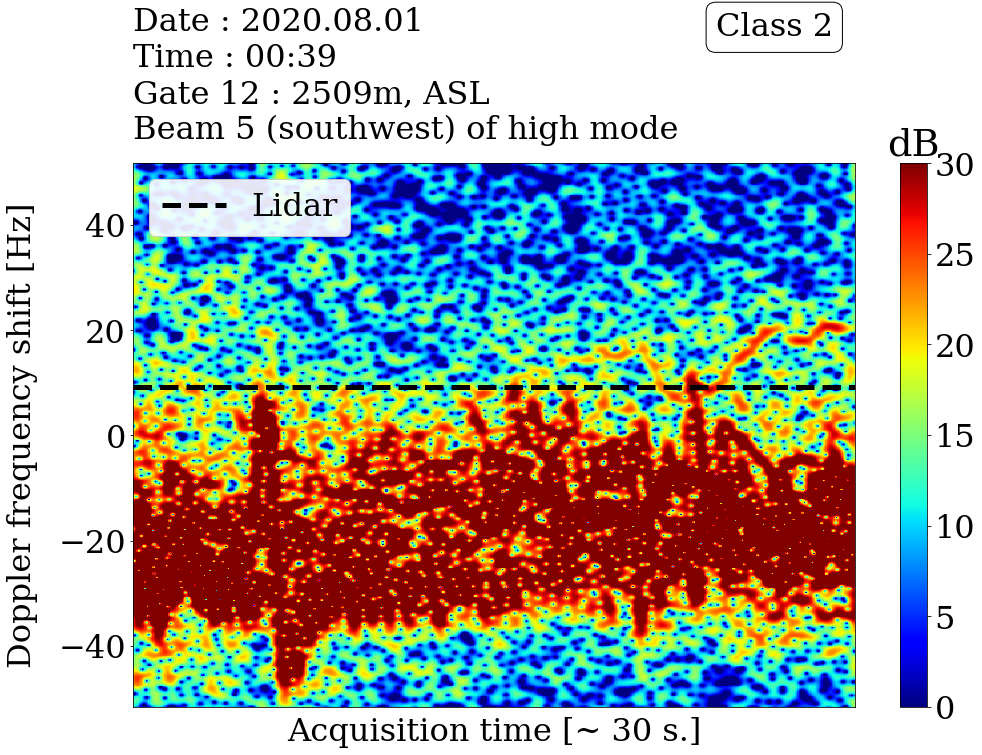 Date : 2020.08.01
Time : 00:39
Gate 12 : 2509m, ASL
Beam 5 (southwest) of high mode
Class 2
dB
Lidar
Doppler frequency shift [Hz]
40
20
0
−20
−40
30
25
20
15
10
5
0
Acquisition time [~ 30 s.]